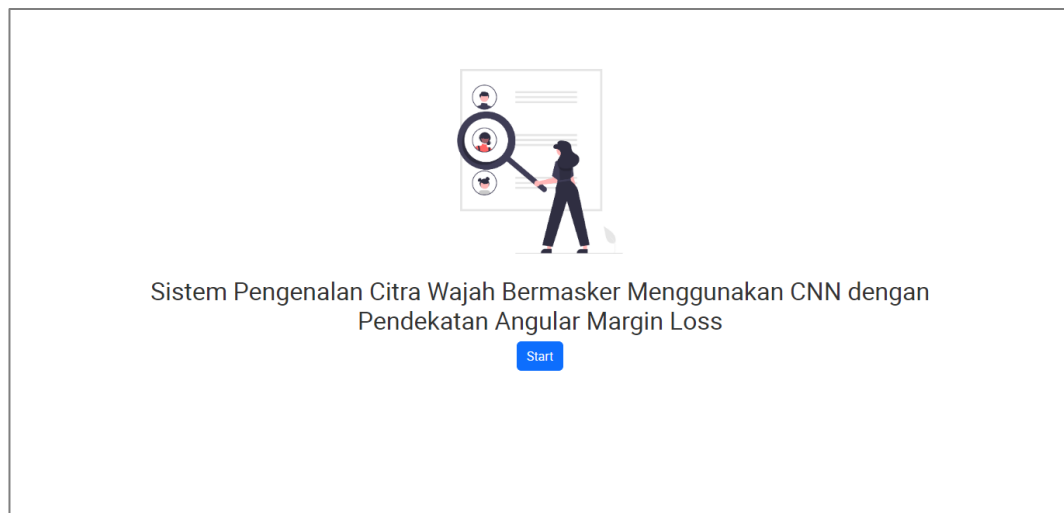 Sistem Pengenalan Citra Wajah Bermasker Menggunakan CNN dengan
Pendekatan Angular Margin Loss
Start